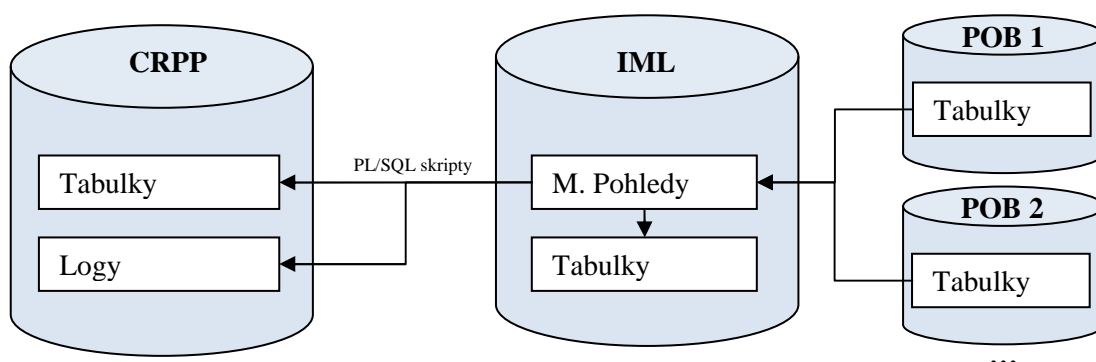 CRPP
Tabulky
Logy
PL/SQL skripty
IML
M. Pohledy
Tabulky
POB 1
Tabulky
POB 2
Tabulky
...